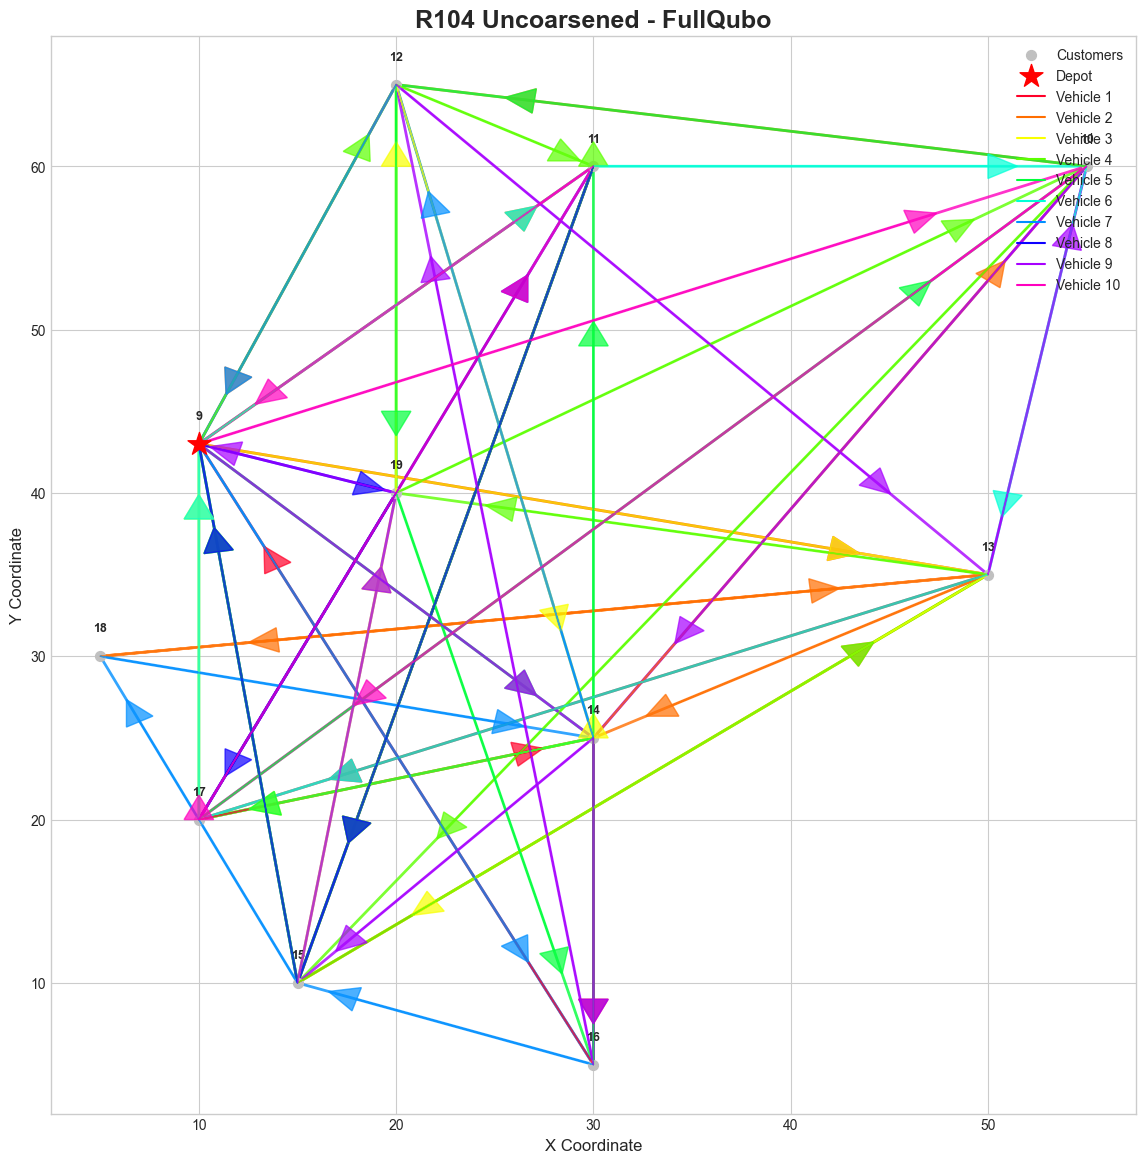 R104 Uncoarsened - FullQubo
Customers
Depot
Vehicle 1
Vehicle 2
Vehicle 3
Vehicle 4
Vehicle 5
Vehicle 6
Vehicle 7
Vehicle 8
Vehicle 9
Vehicle 10
12
11
10
9
19
13
18
14
17
15
16
60
50
40
30
20
10
Y Coordinate
10
20
30
40
50
X Coordinate